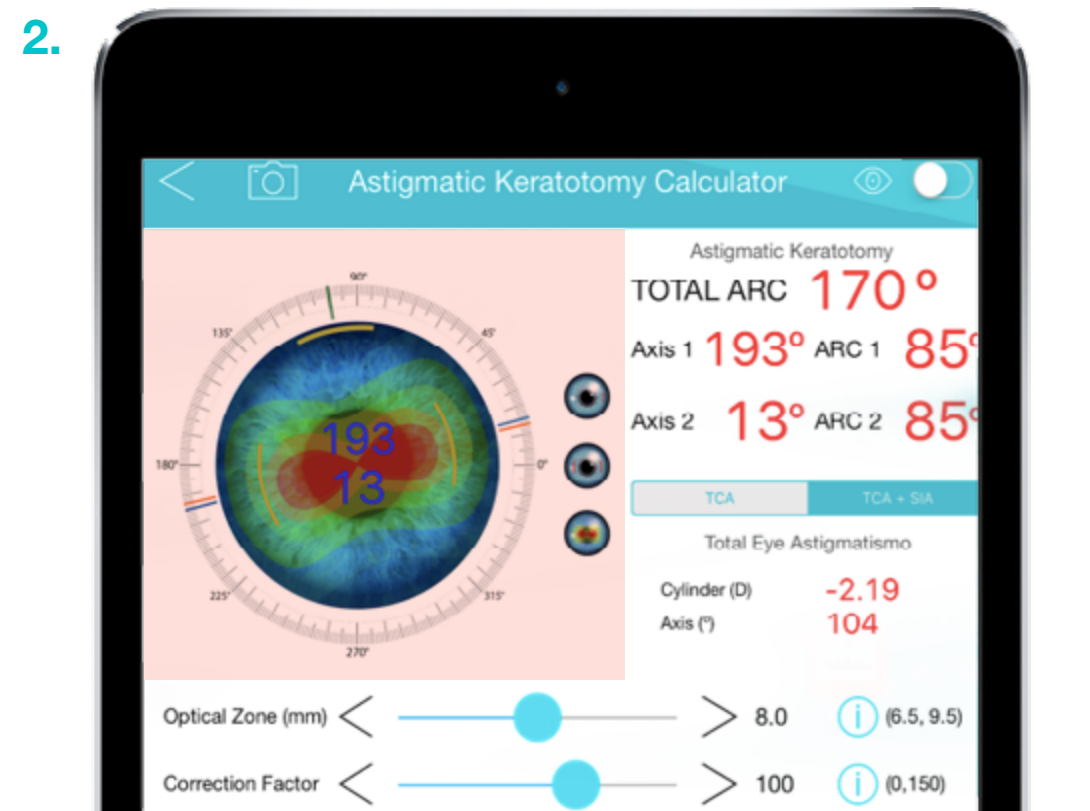 2.
Astigmatic Keratotomy Calculator
Astigmatic Keratotomy
TOTAL ARC 170°
Axis 1 193° ARC 1 85°
Axis 2 13° ARC 2 85°
TCA TCA + SIA
Total Eye Astigmatismo
Cylinder (D) -2.19
Axis (°) 104
90°
135° 45°
193
180° 0°
13
225° 315°
270°
Optical Zone (mm) 8.0 i (6.5, 9.5)
Correction Factor 100 i (0,150)